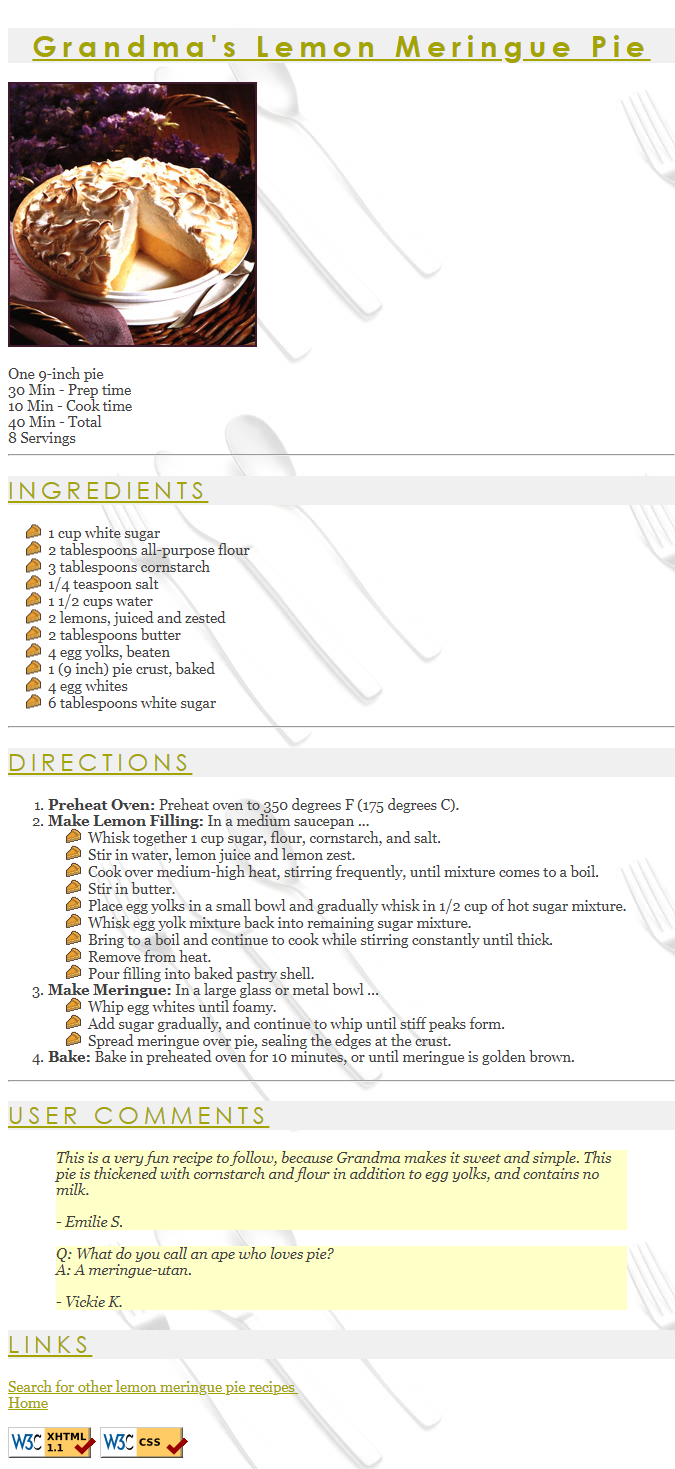 Grandma's Lemon Meringue Pie
One 9-inch pie
30 Min - Prep time
10 Min - Cook time
40 Min - Total
8 Servings
INGREDIENTS
1 cup white sugar
2 tablespoons all-purpose flour
3 tablespoons cornstarch
1/4 teaspoon salt
1 1/2 cups water
2 lemons, juiced and zested
2 tablespoons butter
4 egg yolks, beaten
1 (9 inch) pie crust, baked
4 egg whites
6 tablespoons white sugar
DIRECTIONS
1. Preheat Oven: Preheat oven to 350 degrees F (175 degrees C).
2. Make Lemon Filling: In a medium saucepan ...
Whisk together 1 cup sugar, flour, cornstarch, and salt.
Stir in water, lemon juice and lemon zest.
Cook over medium-high heat, stirring frequently, until mixture comes to a boil.
Stir in butter.
Place egg yolks in a small bowl and gradually whisk in 1/2 cup of hot sugar mixture.
Whisk egg yolk mixture back into remaining sugar mixture.
Bring to a boil and continue to cook while stirring constantly until thick.
Remove from heat.
Pour filling into baked pastry shell.
3. Make Meringue: In a large glass or metal bowl ...
Whip egg whites until foamy.
Add sugar gradually, and continue to whip until stiff peaks form.
Spread meringue over pie, sealing the edges at the crust.
4. Bake: Bake in preheated oven for 10 minutes, or until meringue is golden brown.
USER COMMENTS
This is a very fun recipe to follow, because Grandma makes it sweet and simple. This
pie is thickened with cornstarch and flour in addition to egg yolks, and contains no
milk.
- Emilie S.
Q: What do you call an ape who loves pie?
A: A meringue-utan.
- Vickie K.
LINKS
Search for other lemon meringue pie recipes
Home
W3C XHTML 1.1 W3C CSS